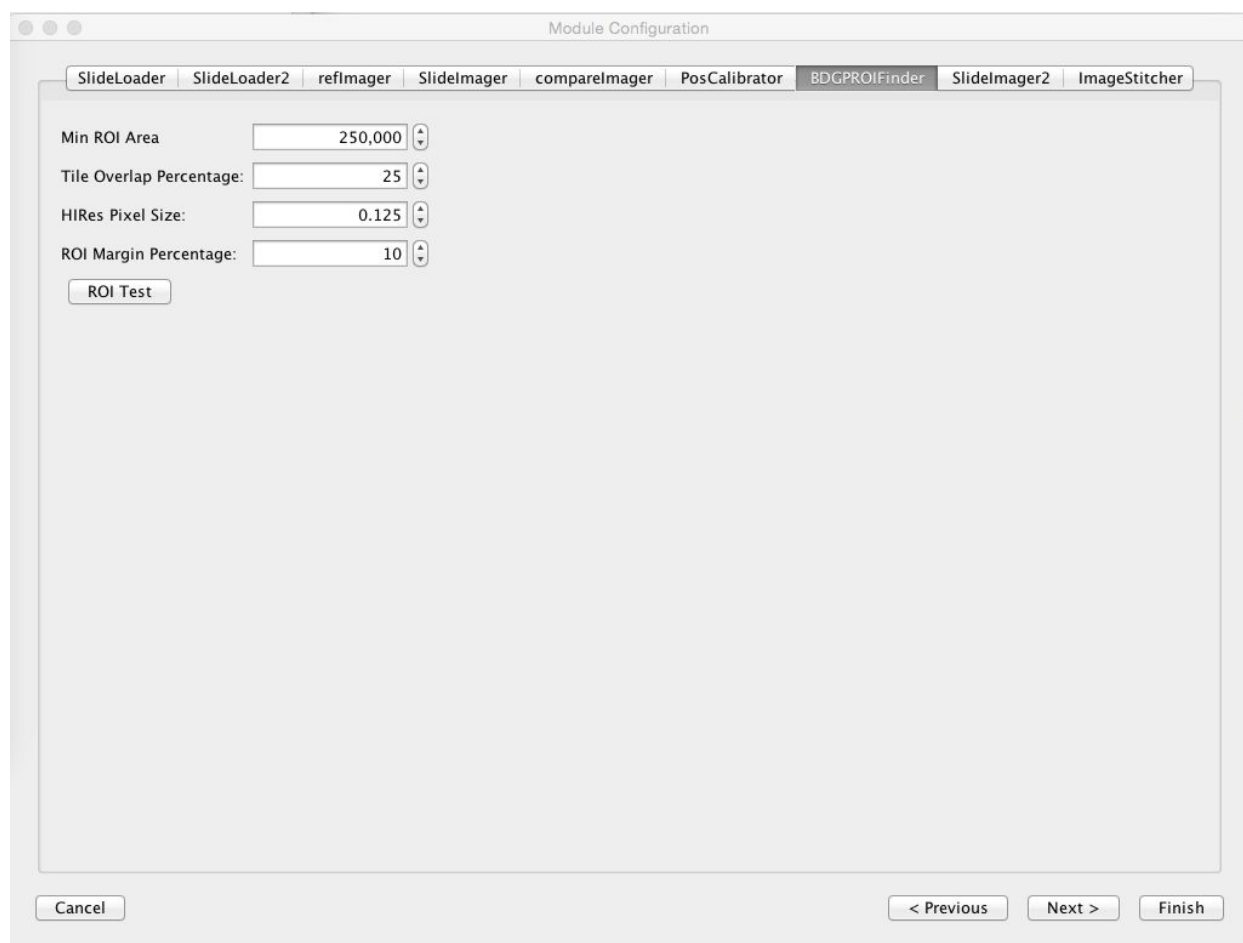 Module Configuration
SlideLoader SlideLoader2 refImager SlideImager compareImager PosCalibrator BDGPROIFinder SlideImager2 ImageStitcher
Min ROI Area 250,000
Tile Overlap Percentage: 25
HIRes Pixel Size: 0.125
ROI Margin Percentage: 10
ROI Test
Cancel < Previous Next > Finish